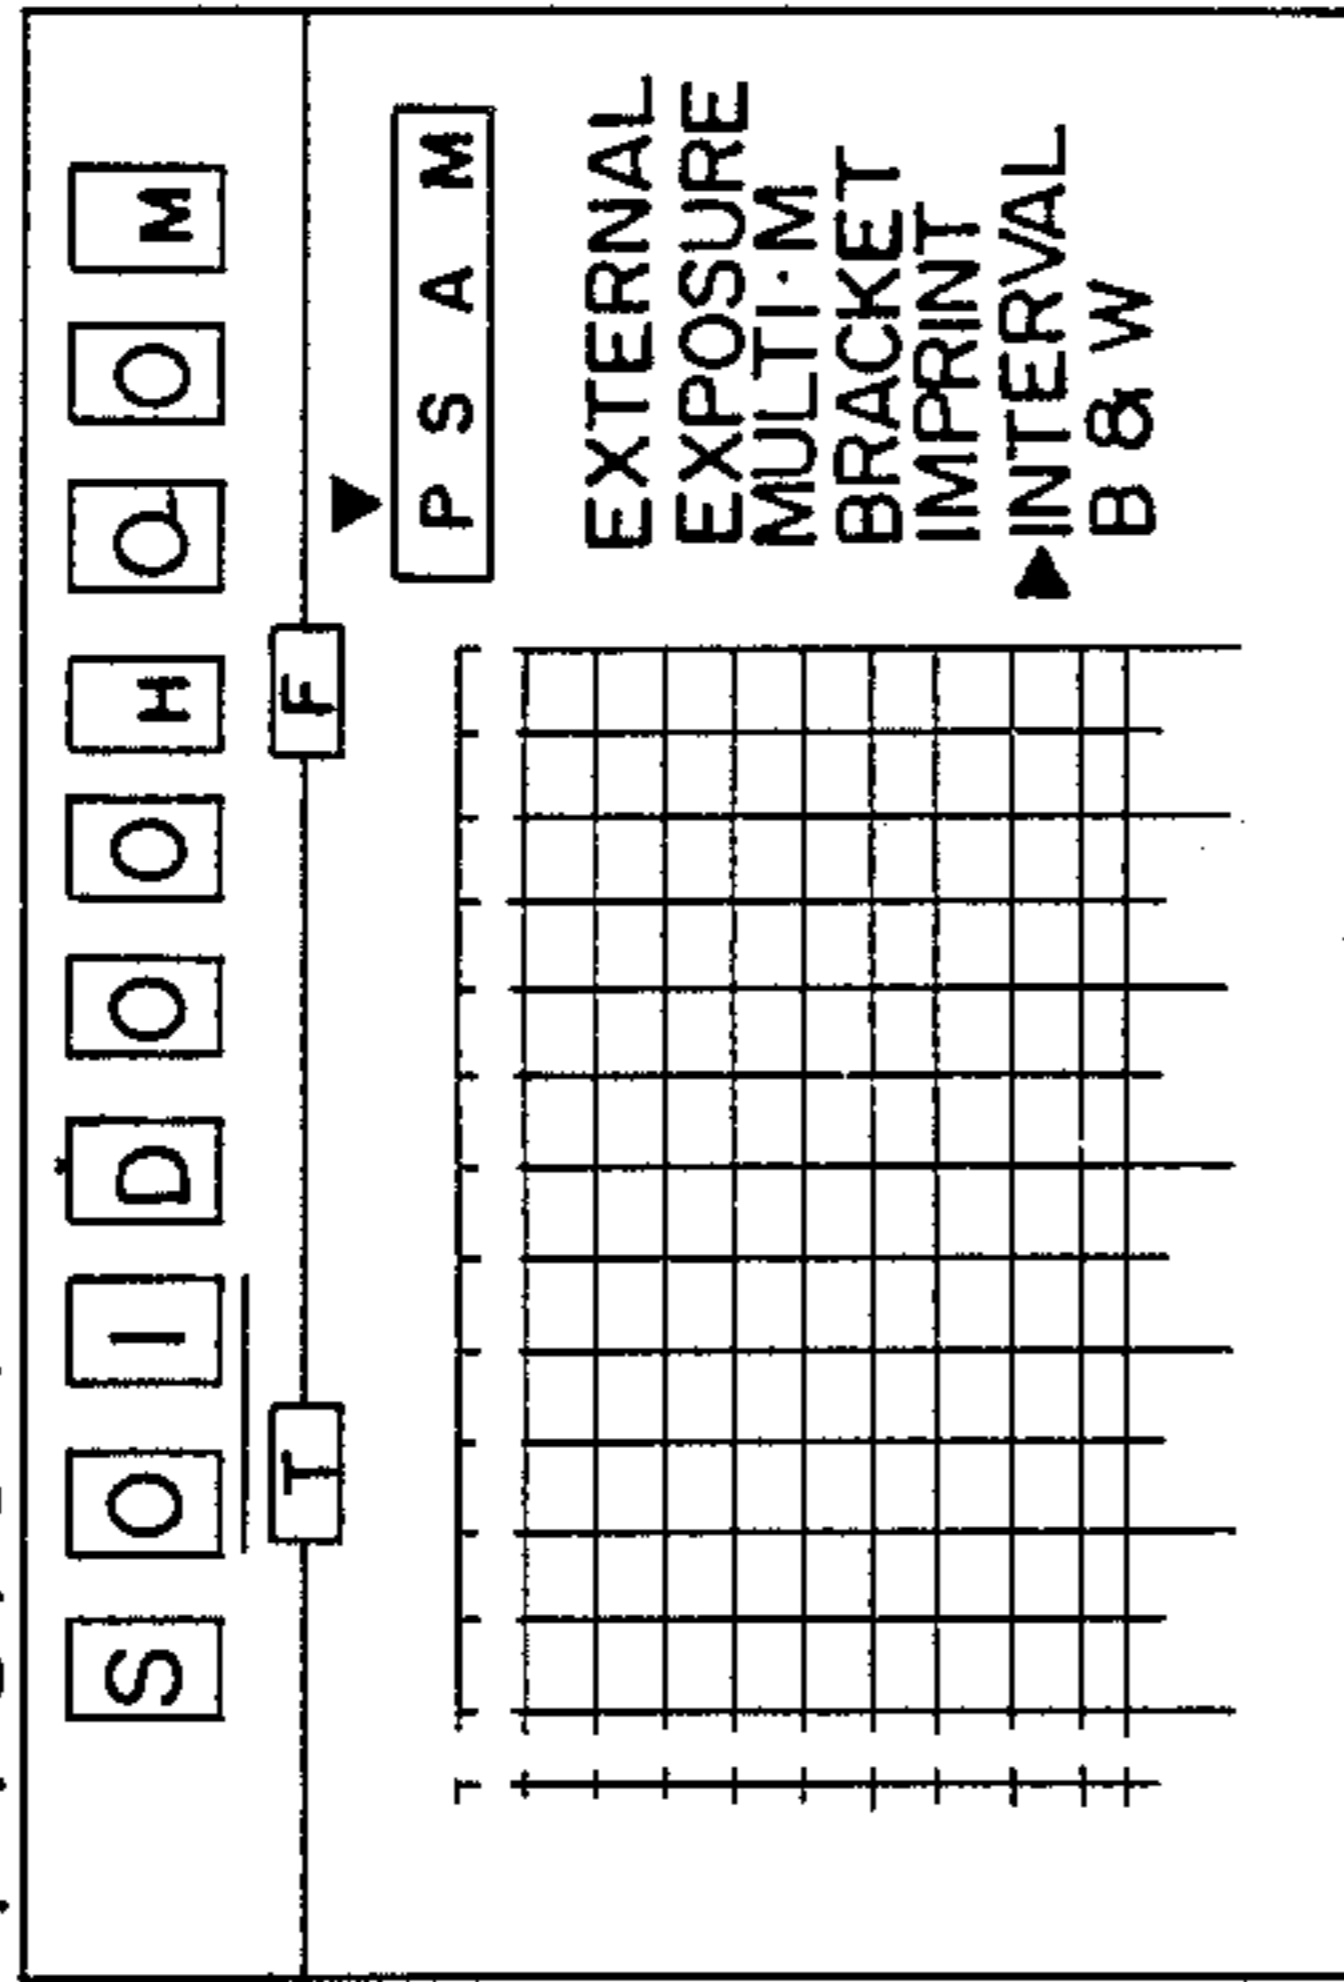 S O I D O O H Q O M
T F
P S A M
EXTERNAL
EXPOSURE
MULTI·M
BRACKET
IMPRINT
▶INTERVAL
B & W